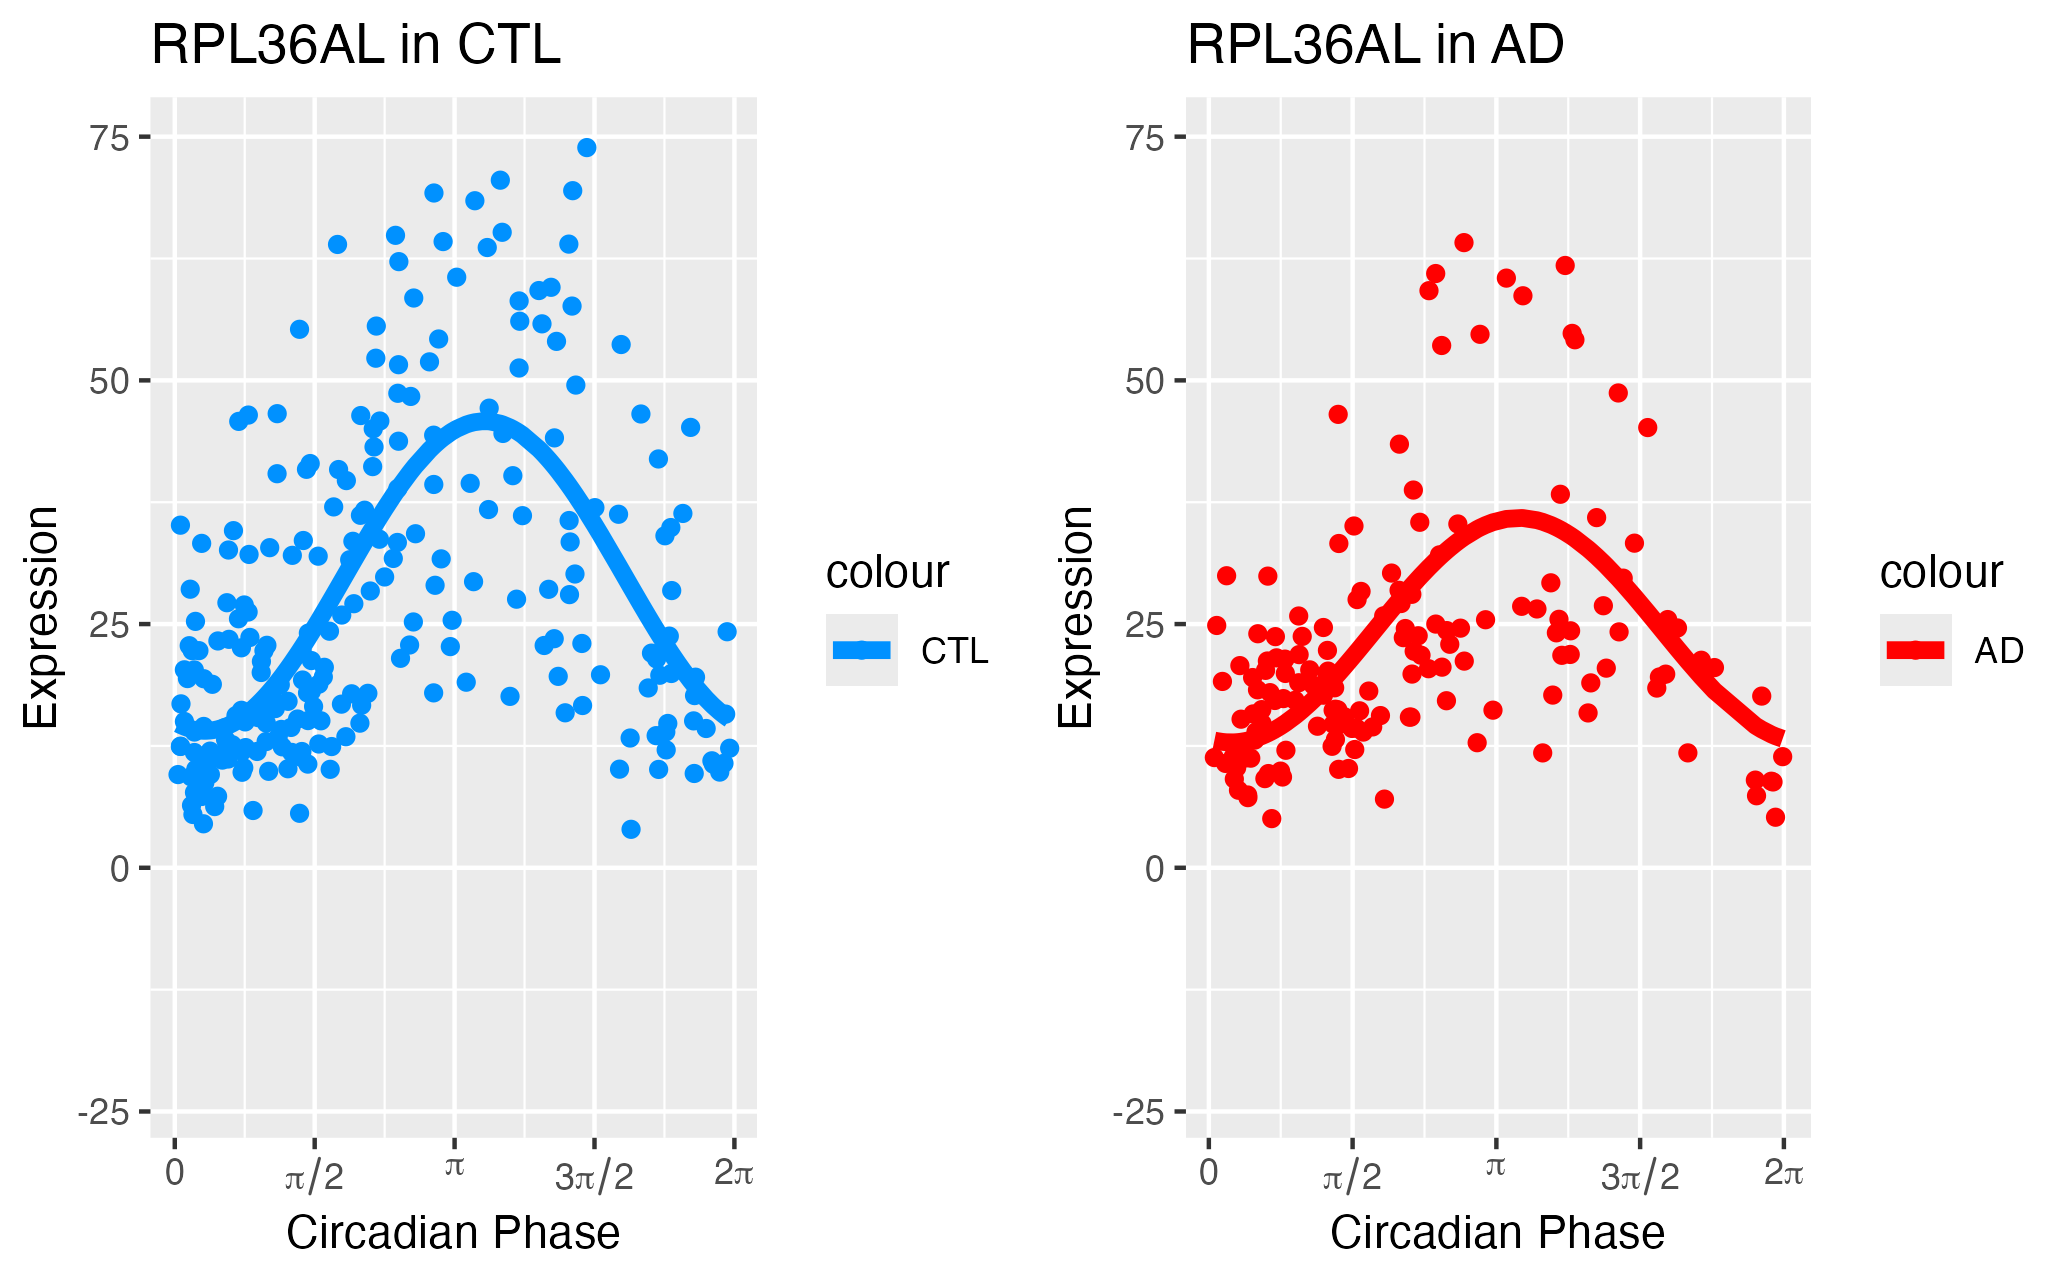 RPL36AL in CTL
75
50
25
0
-25
Expression
0
π/2
π
3π/2
2π
Circadian Phase
colour
CTL
RPL36AL in AD
75
50
25
0
-25
Expression
0
π/2
π
3π/2
2π
Circadian Phase
colour
AD